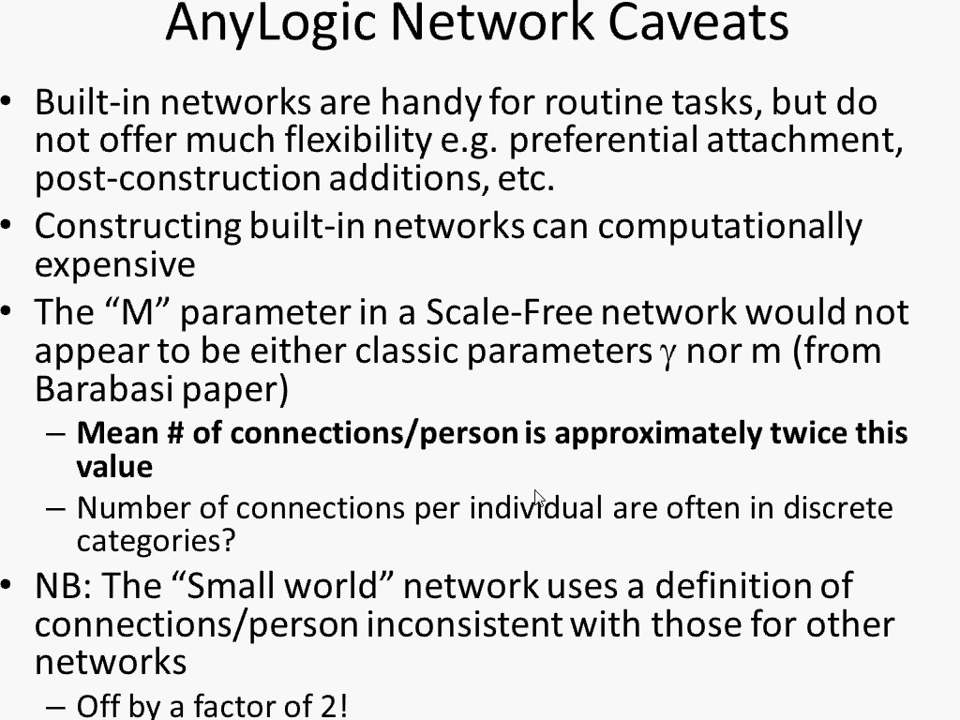 AnyLogic Network Caveats
• Built-in networks are handy for routine tasks, but do
not offer much flexibility e.g. preferential attachment,
post-construction additions, etc.
• Constructing built-in networks can computationally
expensive
• The “M” parameter in a Scale-Free network would not
appear to be either classic parameters γ nor m (from
Barabasi paper)
– Mean # of connections/person is approximately twice this
value
– Number of connections per individual are often in discrete
categories?
• NB: The “Small world” network uses a definition of
connections/person inconsistent with those for other
networks
– Off by a factor of 2!